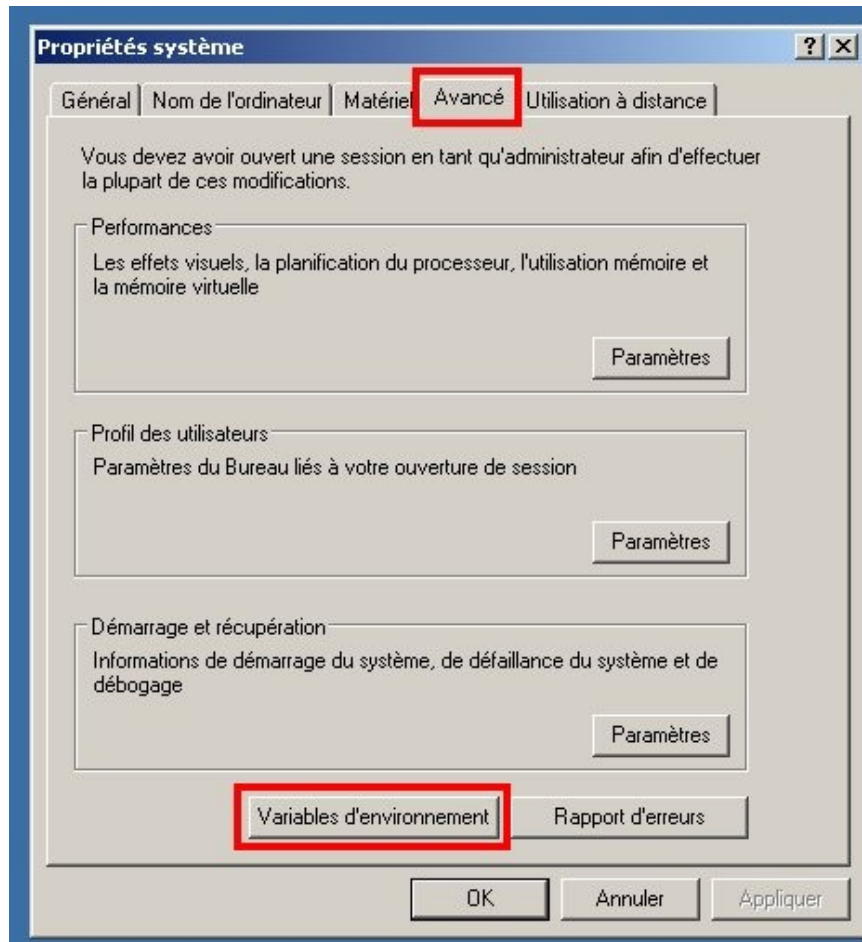 Propriétés système
Général
Nom de l'ordinateur
Matériel
Avancé
Utilisation à distance
Vous devez avoir ouvert une session en tant qu'administrateur afin d'effectuer
la plupart de ces modifications.
Performances
Les effets visuels, la planification du processeur, l'utilisation mémoire et
la mémoire virtuelle
Paramètres
Profil des utilisateurs
Paramètres du Bureau liés à votre ouverture de session
Paramètres
Démarrage et récupération
Informations de démarrage du système, de défaillance du système et de
débogage
Paramètres
Variables d'environnement
Rapport d'erreurs
OK
Annuler
Appliquer